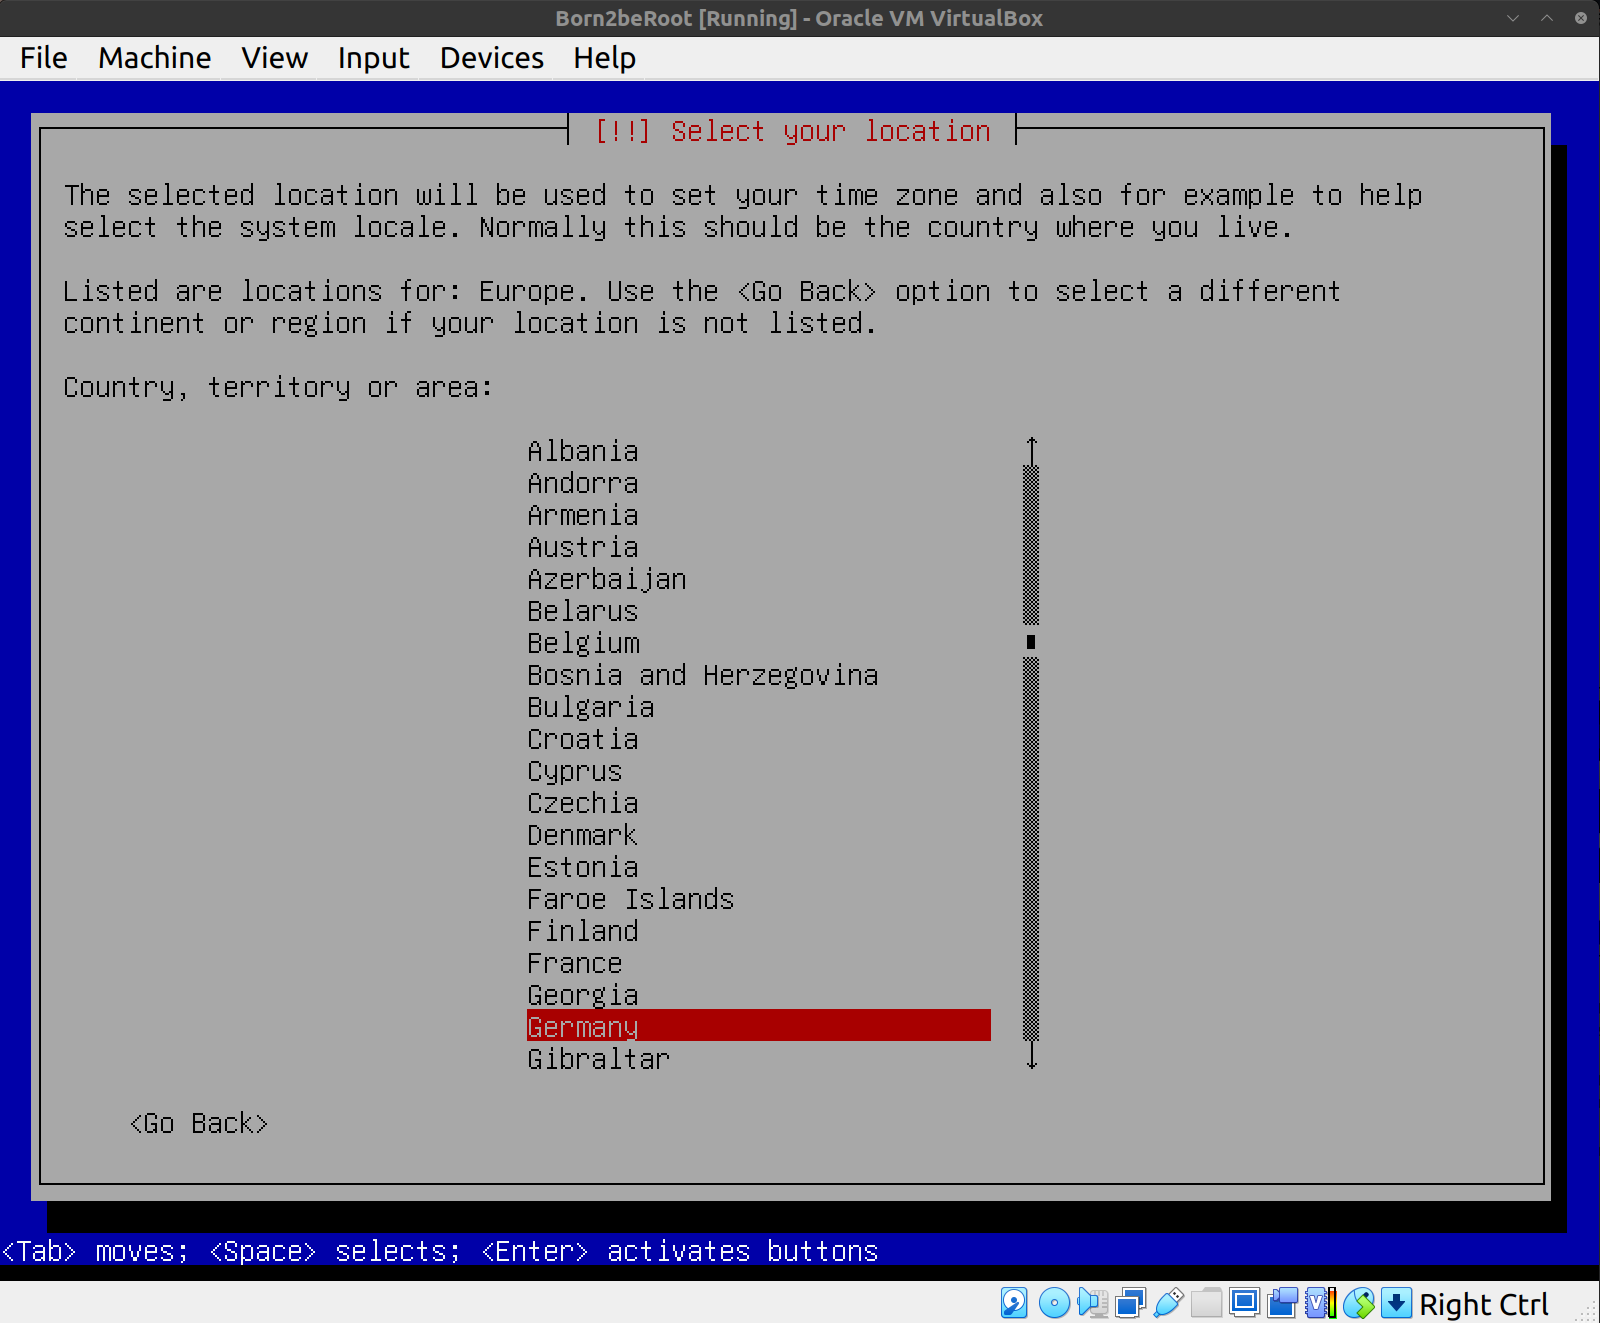 Born2beRoot [Running] - Oracle VM VirtualBox
File Machine View Input Devices Help
[!!] Select your location
The selected location will be used to set your time zone and also for example to help
select the system locale. Normally this should be the country where you live.
Listed are locations for: Europe. Use the <Go Back> option to select a different
continent or region if your location is not listed.
Country, territory or area:
Albania
Andorra
Armenia
Austria
Azerbaijan
Belarus
Belgium
Bosnia and Herzegovina
Bulgaria
Croatia
Cyprus
Czechia
Denmark
Estonia
Faroe Islands
Finland
France
Georgia
Germany
Gibraltar
<Go Back>
<Tab> moves; <Space> selects; <Enter> activates buttons
Right Ctrl